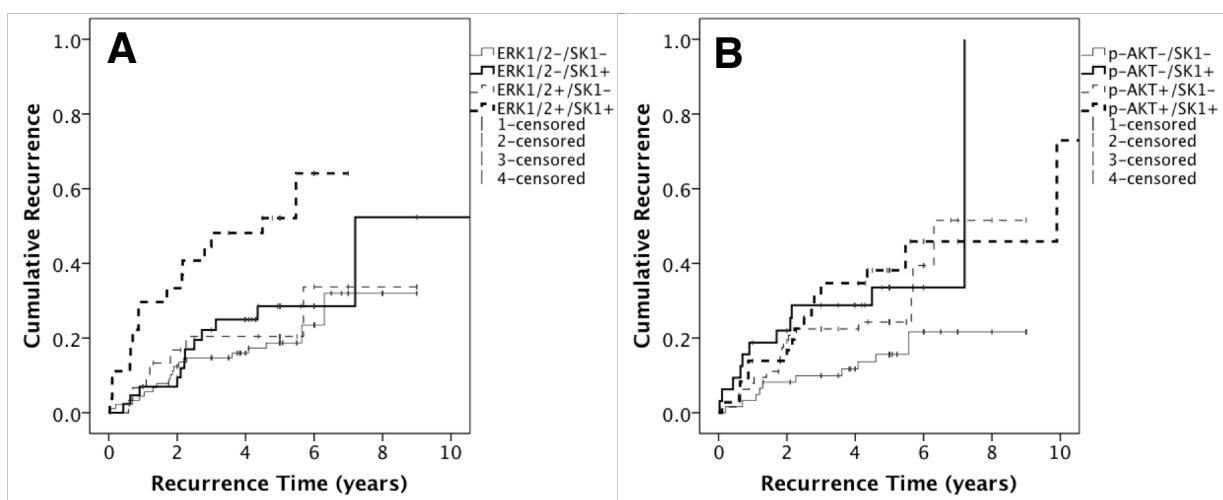 A
1.0
0.8
0.6
0.4
0.2
0.0
Cumulative Recurrence
0 2 4 6 8 10
Recurrence Time (years)
ERK1/2-/SK1-
ERK1/2-/SK1+
ERK1/2+/SK1-
ERK1/2+/SK1+
1-censored
2-censored
3-censored
4-censored
B
1.0
0.8
0.6
0.4
0.2
0.0
Cumulative Recurrence
0 2 4 6 8 10
Recurrence Time (years)
p-AKT-/SK1-
p-AKT-/SK1+
p-AKT+/SK1-
p-AKT+/SK1+
1-censored
2-censored
3-censored
4-censored